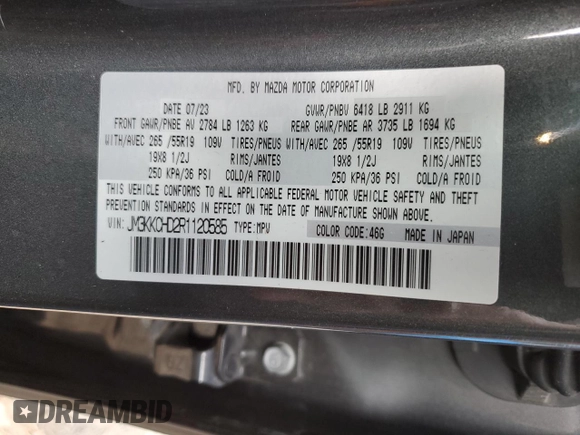 MFD. BY MAZDA MOTOR CORPORATION
DATE 07/23 GVWR/PNBV 6418 LB 2911 KG
FRONT GAWR/PNBE AV 2784 LB 1263 KG REAR GAWR/PNBE AR 3735 LB 1694 KG
WITH/AVEC 265 /55R19 109V TIRES/PNEUS WITH/AVEC 265 /55R19 109V TIRES/PNEUS
19X8 1/2J RIMS/JANTES 19X8 1/2J RIMS/JANTES
250 KPA/36 PSI COLD/A FROID 250 KPA/36 PSI COLD/A FROID
THIS VEHICLE CONFORMS TO ALL APPLICABLE FEDERAL MOTOR VEHICLE SAFETY AND THEFT
PREVENTION STANDARDS IN EFFECT ON THE DATE OF MANUFACTURE SHOWN ABOVE.
VIN: JM3KKCHD2R1120585 TYPE:MPV COLOR CODE:46G MADE IN JAPAN
DREAMBID